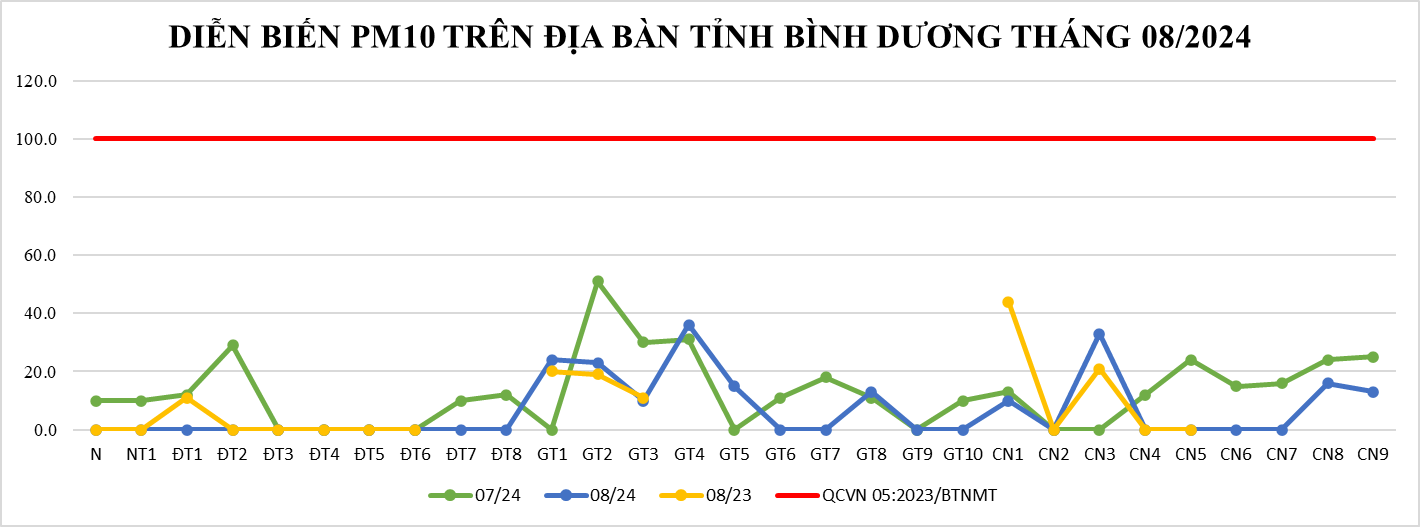 DIỄN BIẾN PM10 TRÊN ĐỊA BÀN TỈNH BÌNH DƯƠNG THÁNG 08/2024
120.0
100.0
80.0
60.0
40.0
20.0
0.0
N NT1 ĐT1 ĐT2 ĐT3 ĐT4 ĐT5 ĐT6 ĐT7 ĐT8 GT1 GT2 GT3 GT4 GT5 GT6 GT7 GT8 GT9 GT10 CN1 CN2 CN3 CN4 CN5 CN6 CN7 CN8 CN9
07/24 08/24 08/23 QCVN 05:2023/BTNMT